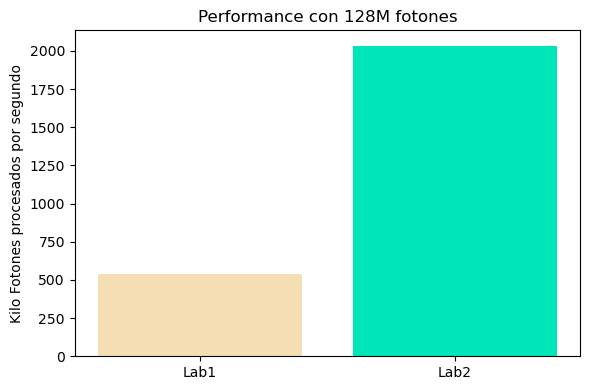 Performance con 128M fotones
Kilo Fotones procesados por segundo
2000
1750
1500
1250
1000
750
500
250
0
Lab1
Lab2